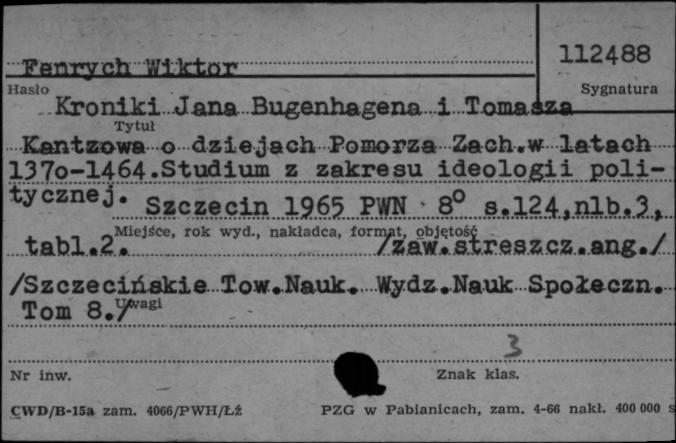 Fenrych Wiktor
112488
Hasło
Sygnatura
Kroniki Jana Bugenhagena i Tomasza
Tytuł
Kantzowa o dziejach Pomorza Zach.w latach
1370-1464.Studium z zakresu ideologii poli-
tycznej. Szczecin 1965 PWN 8⁰ s.124,nlb.3,
Miejsce, rok wyd., nakładca, format, objętość
tabl.2. /zaw.streszcz.ang./
/Szczecińskie Tow.Nauk. Wydz.Nauk Społeczn.
Tom 8./
Uwagi
3
Nr inw.
Znak klas.
CWD/B-15a zam. 4066/PWH/Łź
PZG w Pabianicach, zam. 4-66 nakł. 400 000 s